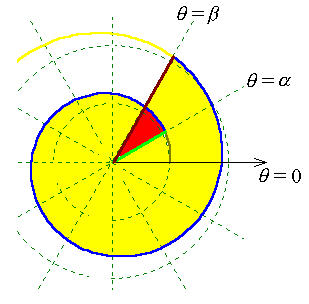 θ = β
θ = α
θ = 0